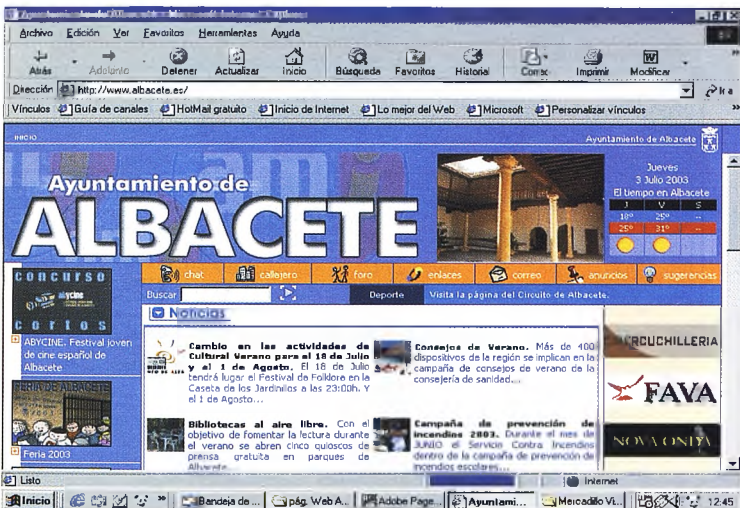 Archivo Edición Ver Favoritos Herramientas Ayuda
Atrás Adelante Detener Actualizar Inicio Búsqueda Favoritos Historial Correo Imprimir Modificar
Dirección http://www.albacete.es/ Ir a
Vínculos Guía de canales HotMail gratuito Inicio de Internet Lo mejor del Web Microsoft Personalizar vínculos
INICIO
Ayuntamiento de Albacete
Ayuntamiento de
ALBACETE
Jueves
3 Julio 2003
El tiempo en Albacete
J V S
18º 25º --
25º 31º --
concurso
abycine
cortos
ABYCINE. Festival joven
de cine español de
Albacete
FERIA DE ALBACETE
Feria 2003
chat callejero foro enlaces correo anuncios sugerencias
Buscar
Deporte Visita la página del Circuito de Albacete.
Noticias
Cambio en las actividades de
Cultural Verano para el 18 de Julio
y el 1 de Agosto. El 18 de Julio
tendrá lugar el Festival de Folklore en la
Caseta de los Jardinillos a las 23:00h. Y
el 1 de Agosto...
Consejos de Verano. Más de 400
dispositivos de la región se implican en la
campaña de consejos de verano de la
consejería de sanidad...
Bibliotecas al aire libre. Con el
objetivo de fomentar la lectura durante
el verano se abren cinco quioscos de
prensa gratuita en parques de
Albacete...
Campaña de prevención de
incendios 2003. Durante el mes de
JUNIO el Servicio Contra Incendios
dentro de la campaña de prevención de
incendios escolares...
CUCHILLERIA
FAVA
NOVA ONDA
Listo Internet
Inicio Bandeja de ... pág. Web A... Adobe Page... Ayuntami... Mercadillo Vi... 12:45